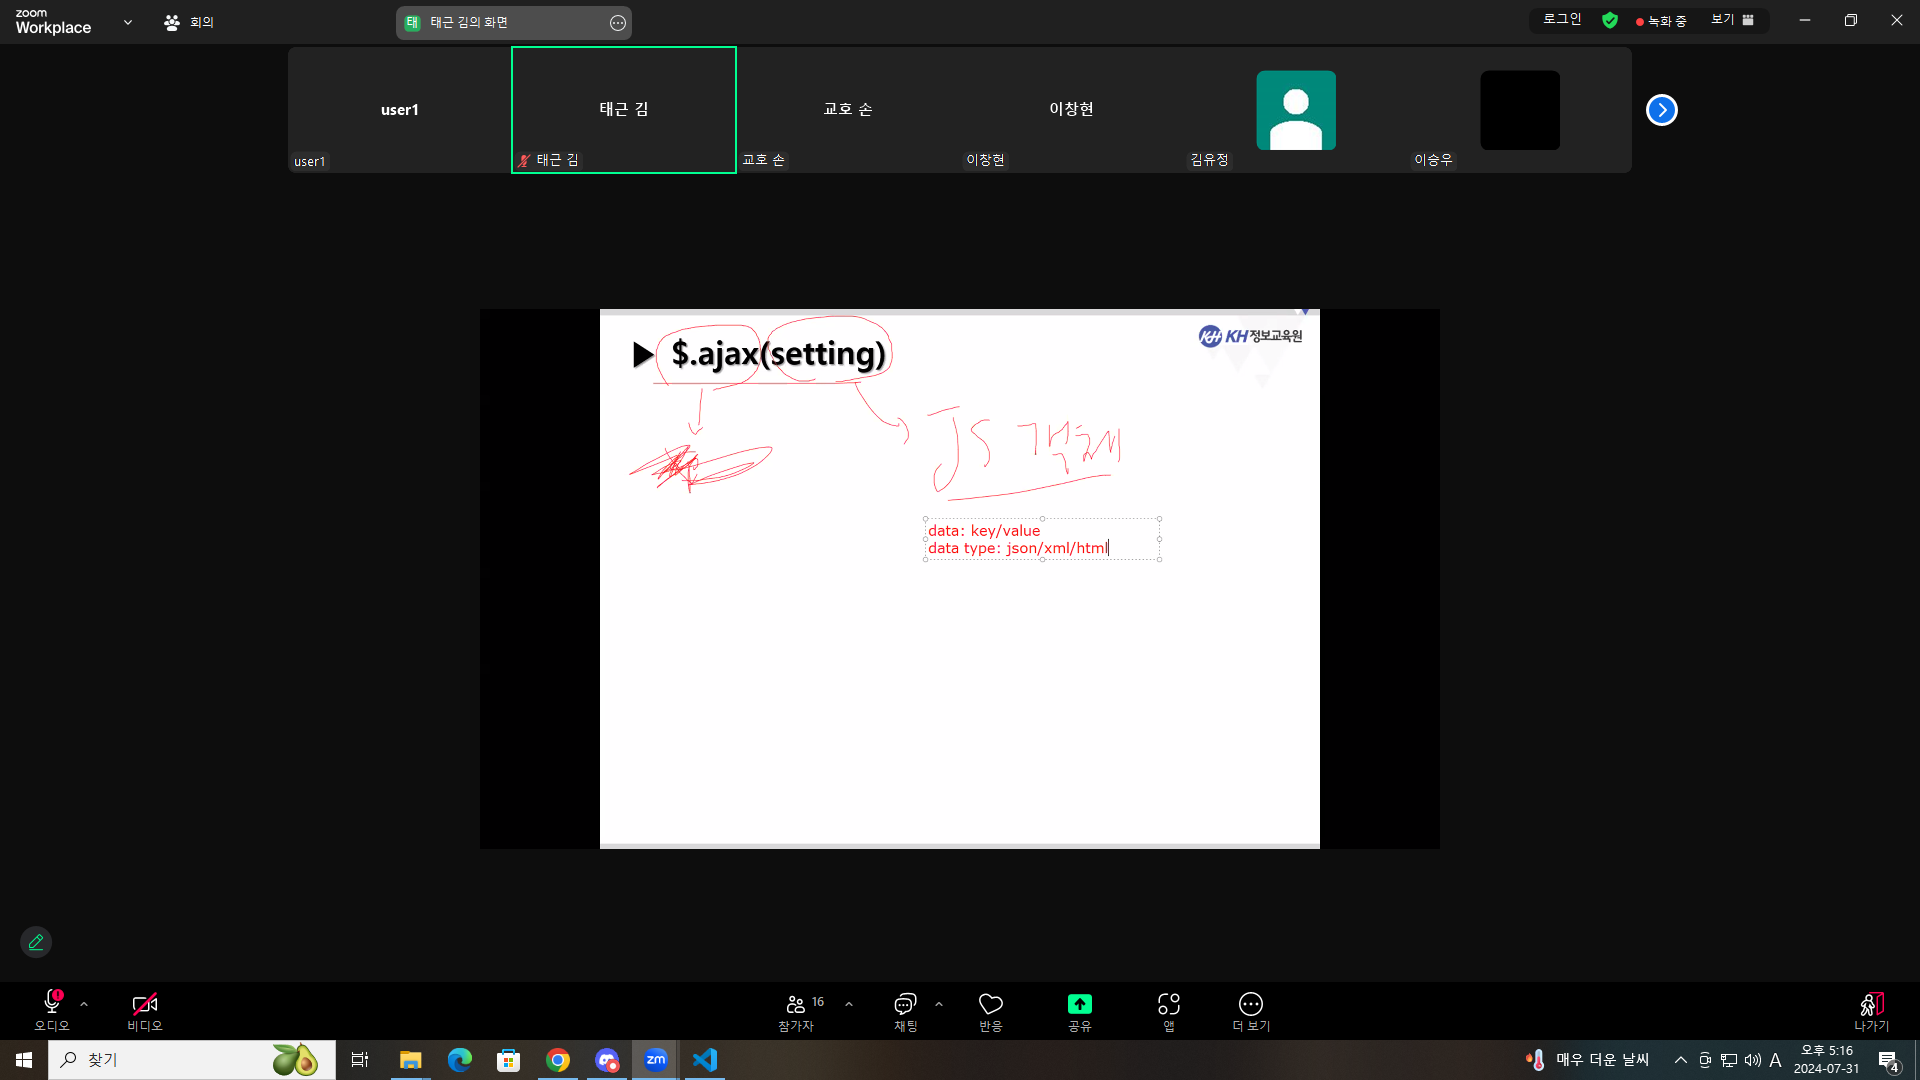 zoom
Workplace
회의
태 태근 김의 화면
로그인
녹화 중
보기
user1
태근 김
교호 손
이창현
user1
태근 김
교호 손
이창현
김유정
이승우
$.ajax(setting)
KH KH정보교육원
JS 객체
data: key/value
data type: json/xml/html
오디오
비디오
16
참가자
채팅
반응
공유
앱
더 보기
나가기
찾기
zm
매우 더운 날씨
A
오후 5:16
2024-07-31
4